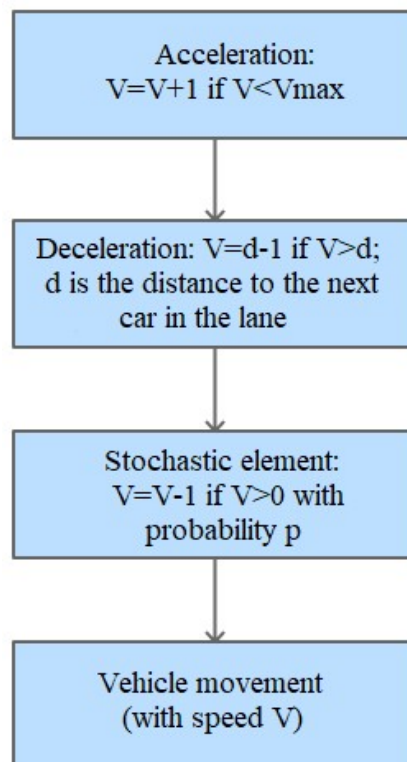 Acceleration:
V=V+1 if V<Vmax
Deceleration: V=d-1 if V>d;
d is the distance to the next
car in the lane
Stochastic element:
V=V-1 if V>0 with
probability p
Vehicle movement
(with speed V)